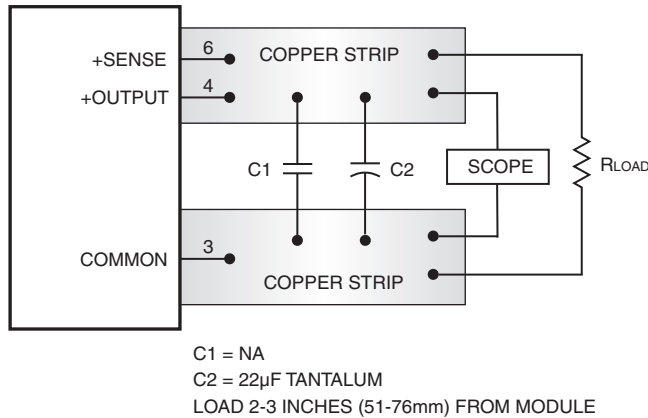 6
+SENSE
COPPER STRIP
4
+OUTPUT
C1
C2
SCOPE
RLOAD
3
COMMON
COPPER STRIP
C1 = NA
C2 = 22µF TANTALUM
LOAD 2-3 INCHES (51-76mm) FROM MODULE